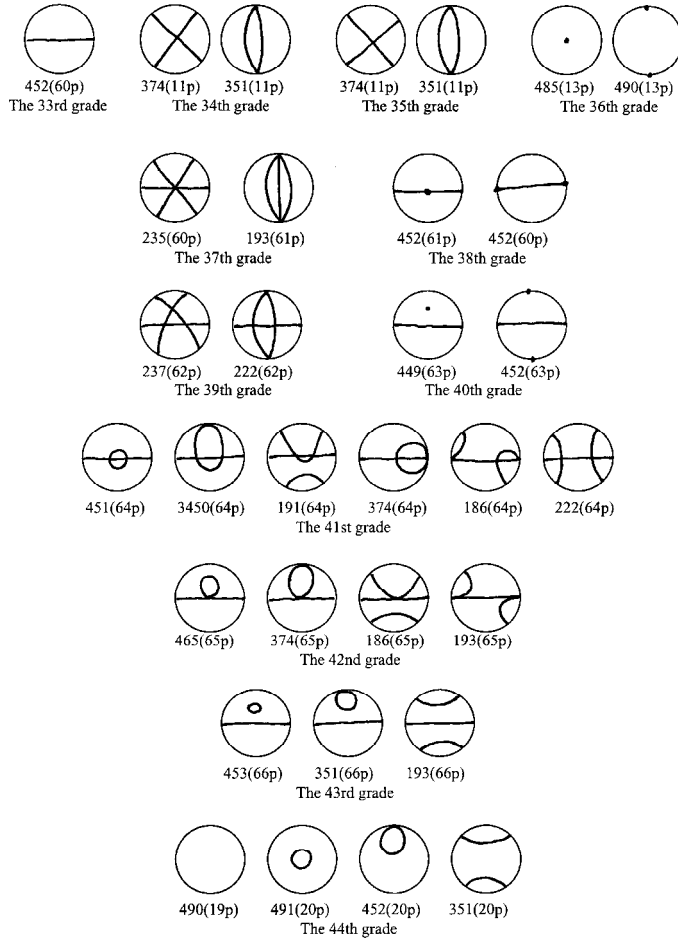 452(60p) 374(11p) 351(11p) 374(11p) 351(11p) 485(13p) 490(13p)
The 33rd grade The 34th grade The 35th grade The 36th grade
235(60p) 193(61p) 452(61p) 452(60p)
The 37th grade The 38th grade
237(62p) 222(62p) 449(63p) 452(63p)
The 39th grade The 40th grade
451(64p) 3450(64p) 191(64p) 374(64p) 186(64p) 222(64p)
The 41st grade
465(65p) 374(65p) 186(65p) 193(65p)
The 42nd grade
453(66p) 351(66p) 193(66p)
The 43rd grade
490(19p) 491(20p) 452(20p) 351(20p)
The 44th grade